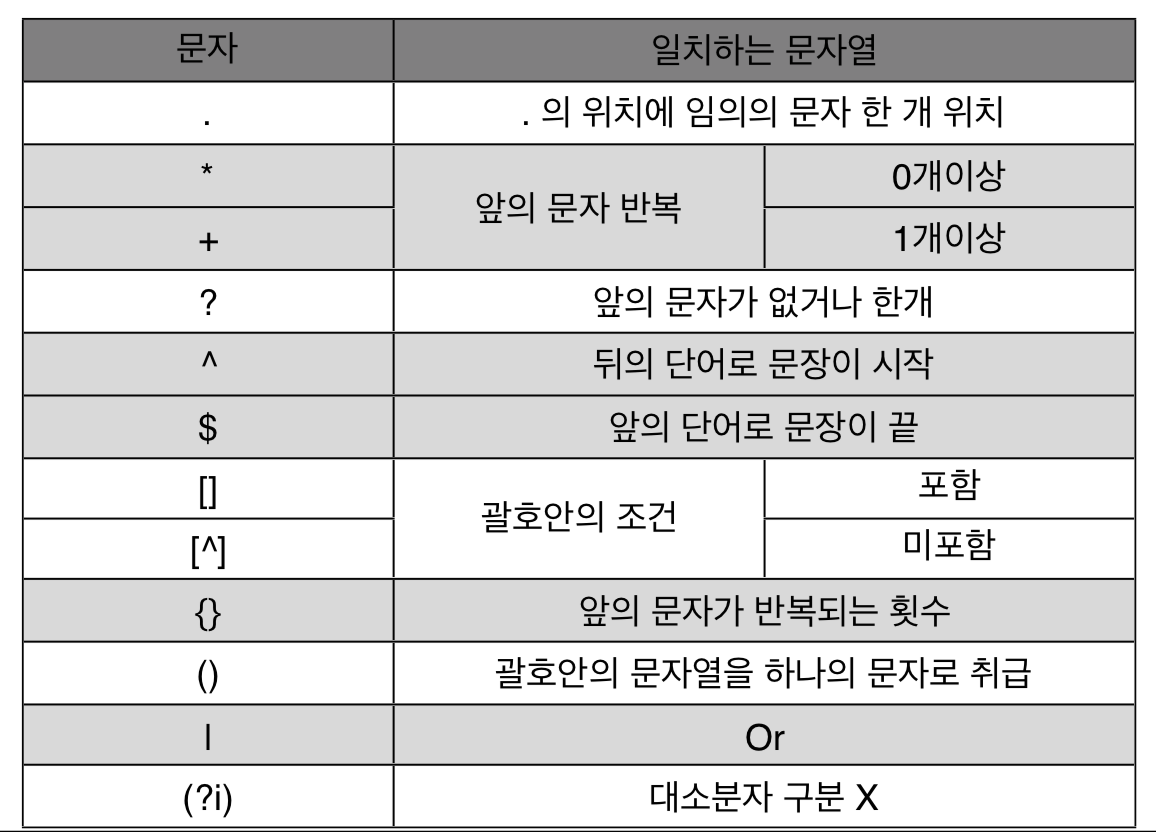 문자 일치하는 문자열
. . 의 위치에 임의의 문자 한 개 위치
* 앞의 문자 반복 0개이상
+ 1개이상
? 앞의 문자가 없거나 한개
^ 뒤의 단어로 문장이 시작
$ 앞의 단어로 문장이 끝
[] 괄호안의 조건 포함
[^] 미포함
{} 앞의 문자가 반복되는 횟수
() 괄호안의 문자열을 하나의 문자로 취급
| Or
(?i) 대소분자 구분 X